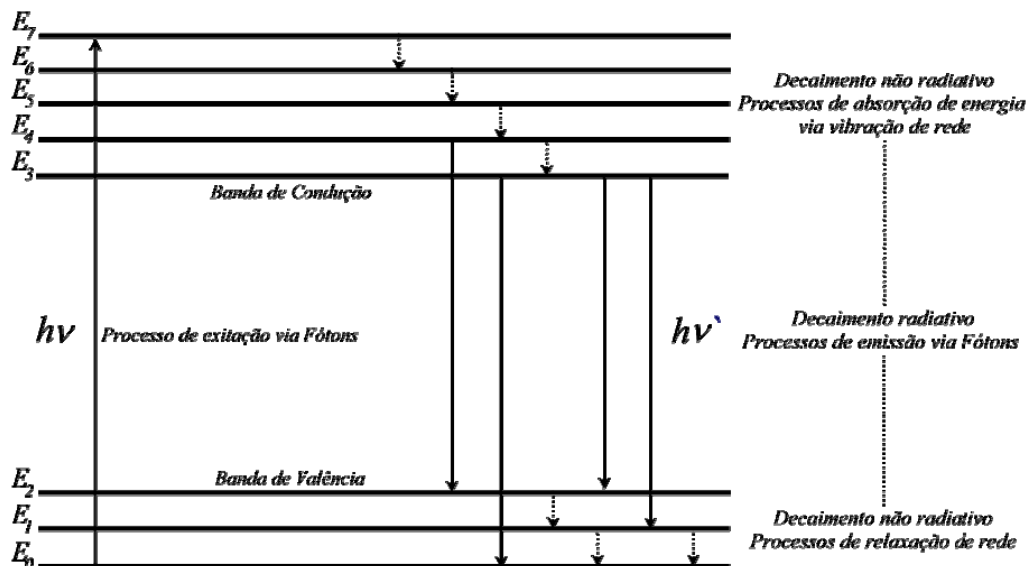 E7
E6
E5
E4
E3
Decaimento não radiativo
Processos de absorção de energia
via vibração de rede
Banda de Condução
hν
Processo de exitação via Fótons
hν`
Decaimento radiativo
Processos de emissão via Fótons
E2
Banda de Valência
E1
E0
Decaimento não radiativo
Processos de relaxação de rede